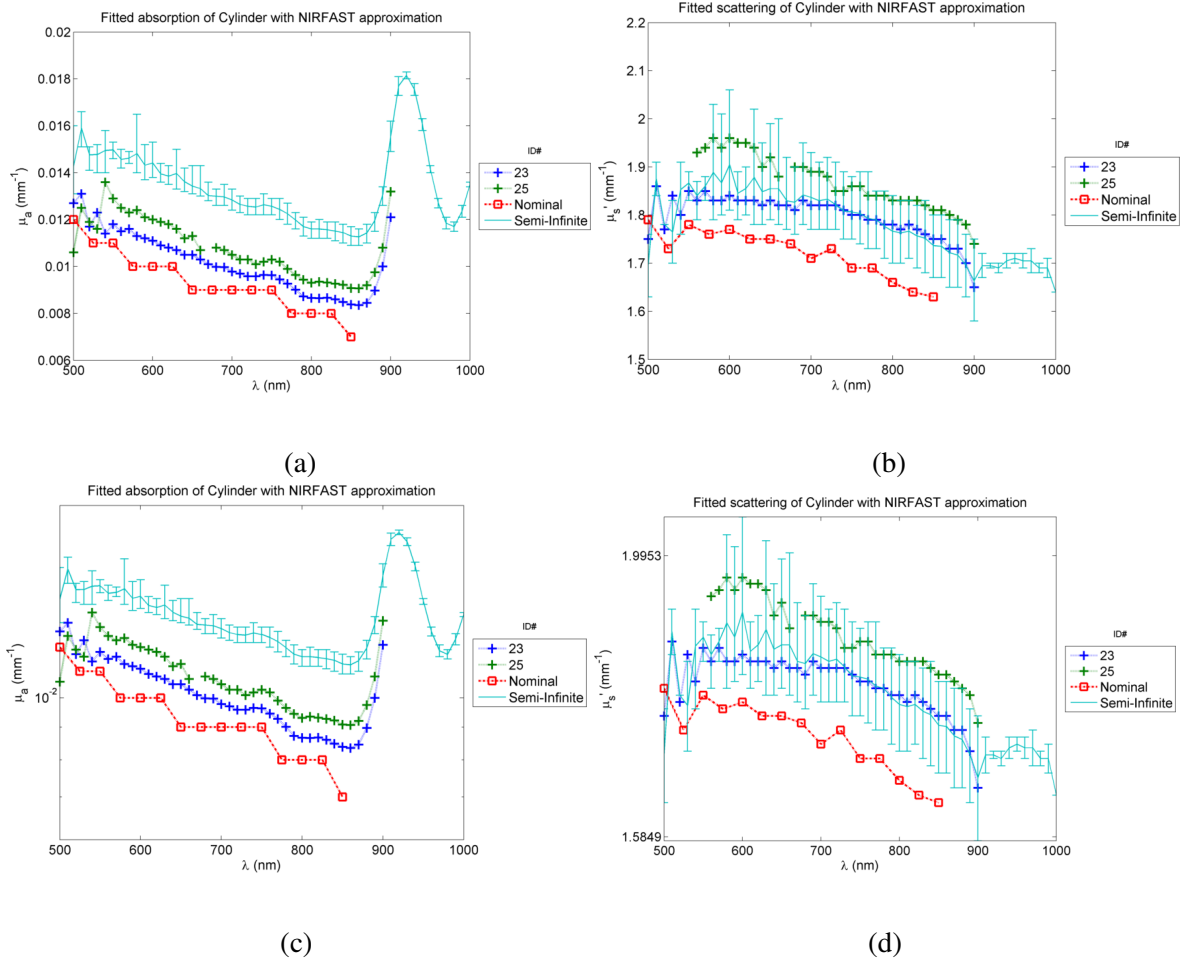 Fitted absorption of Cylinder with NIRFAST approximation
0.02
0.018
0.016
0.014
0.012
0.01
0.008
0.006
μa (mm-1)
500 600 700 800 900 1000
λ (nm)
ID#
23
25
Nominal
Semi-Infinite
(a)
Fitted scattering of Cylinder with NIRFAST approximation
2.2
2.1
2
1.9
1.8
1.7
1.6
1.5
μs' (mm-1)
500 600 700 800 900 1000
λ (nm)
ID#
23
25
Nominal
Semi-Infinite
(b)
Fitted absorption of Cylinder with NIRFAST approximation
10-2
μa (mm-1)
500 600 700 800 900 1000
λ (nm)
ID#
23
25
Nominal
Semi-Infinite
(c)
Fitted scattering of Cylinder with NIRFAST approximation
1.9953
1.5849
μs' (mm-1)
500 600 700 800 900 1000
λ (nm)
ID#
23
25
Nominal
Semi-Infinite
(d)